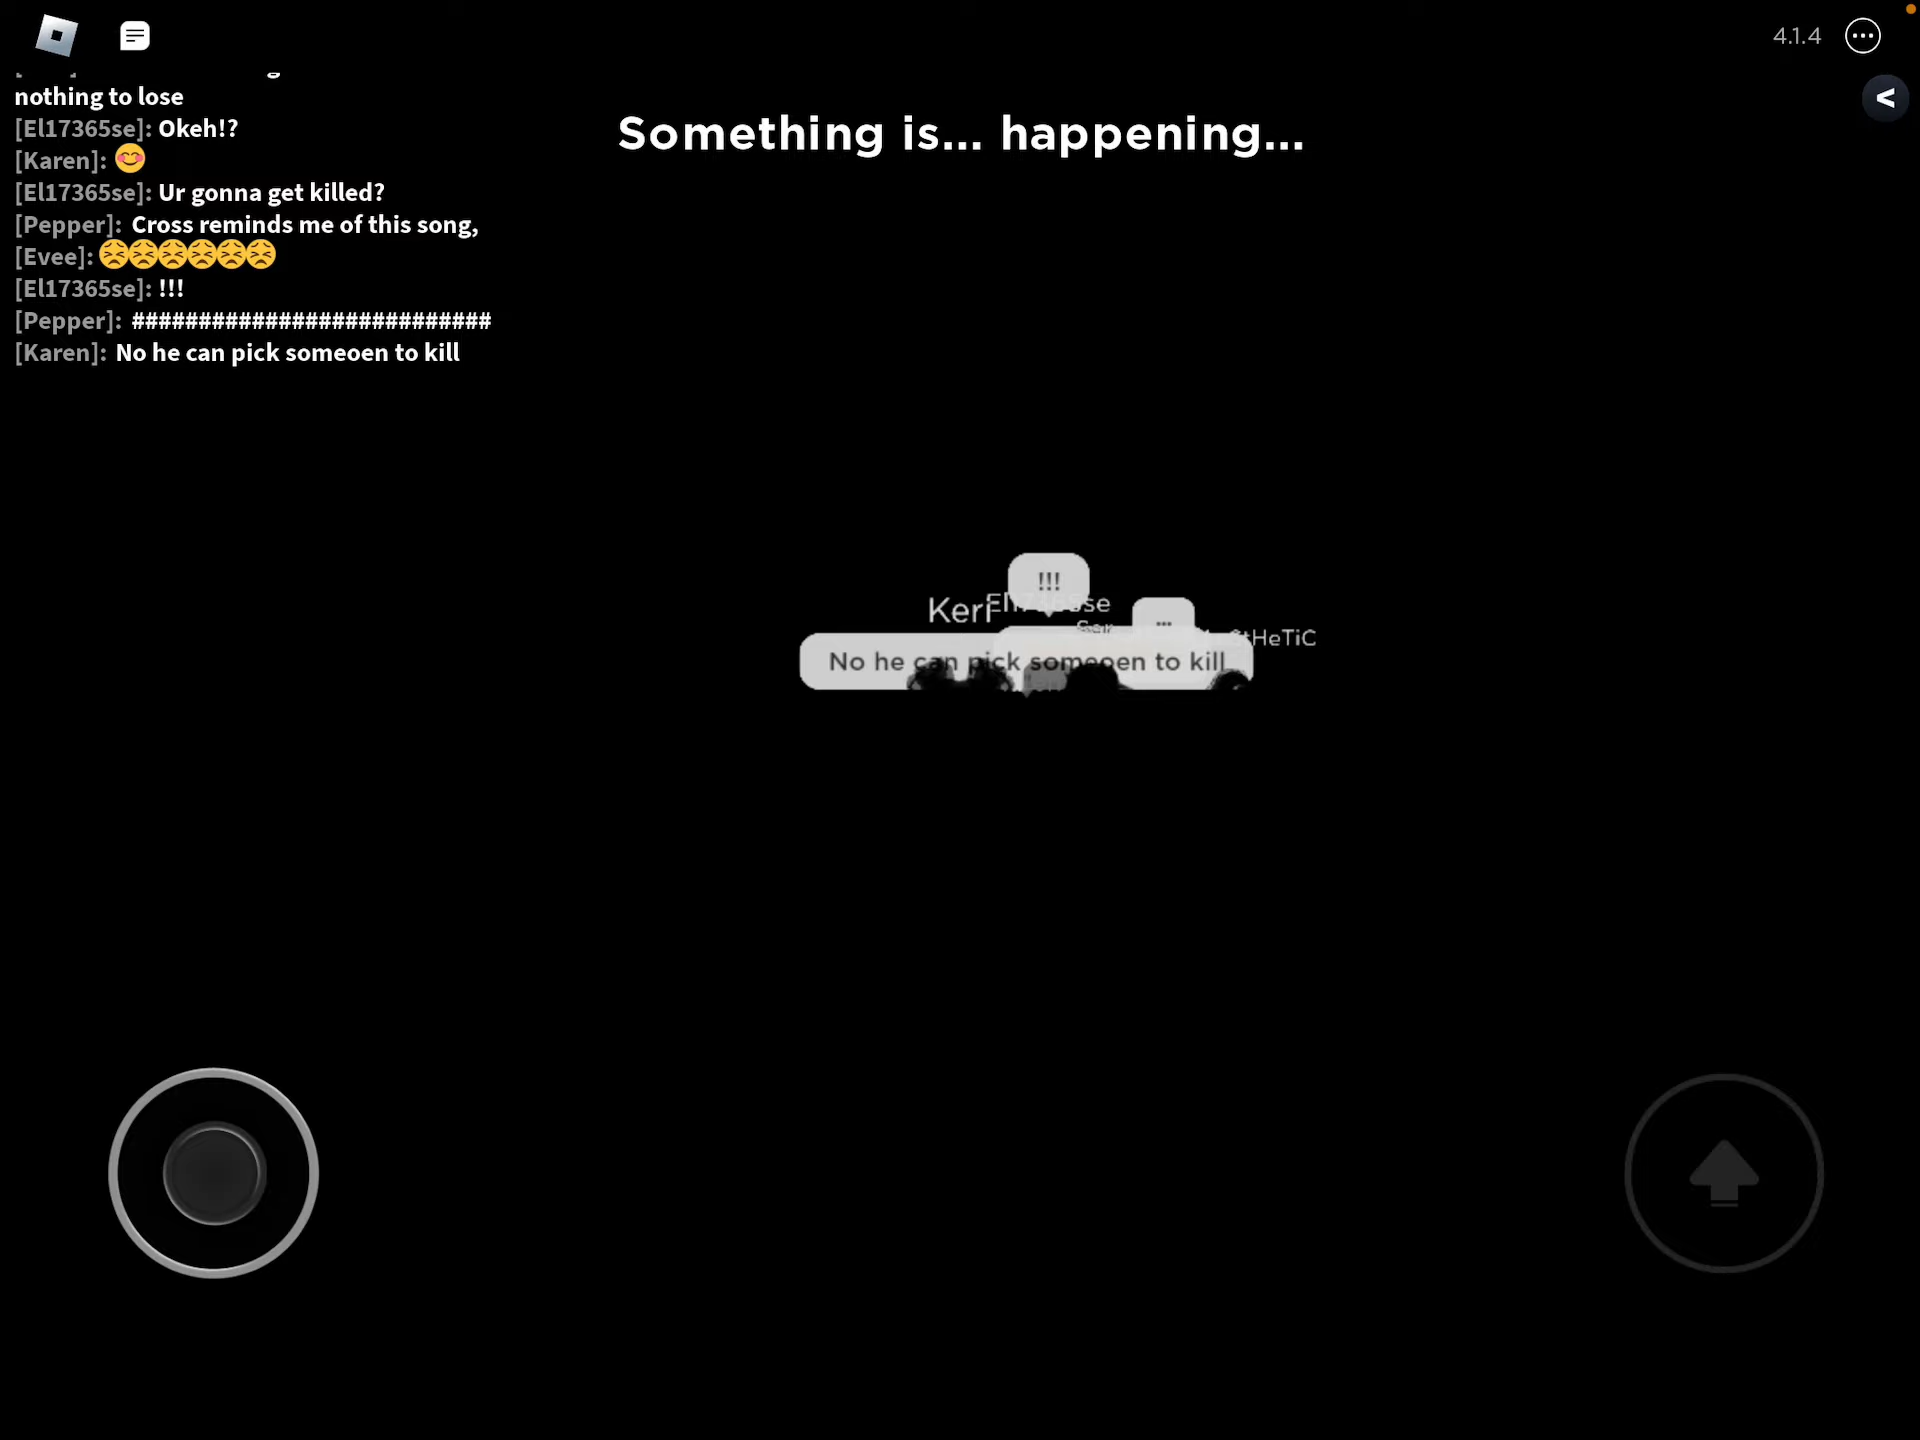 4.1.4
nothing to lose
<
[El17365se]: Okeh!?
Something is... happening...
[Karen]: 😊
[El17365se]: Ur gonna get killed?
[Pepper]: Cross reminds me of this song,
[Evee]: 😣😣😣😣😣😣
[El17365se]: !!!
[Pepper]: ###########################
[Karen]: No he can pick someoen to kill
!!!
El17365se
...
No he can pick someoen to kill